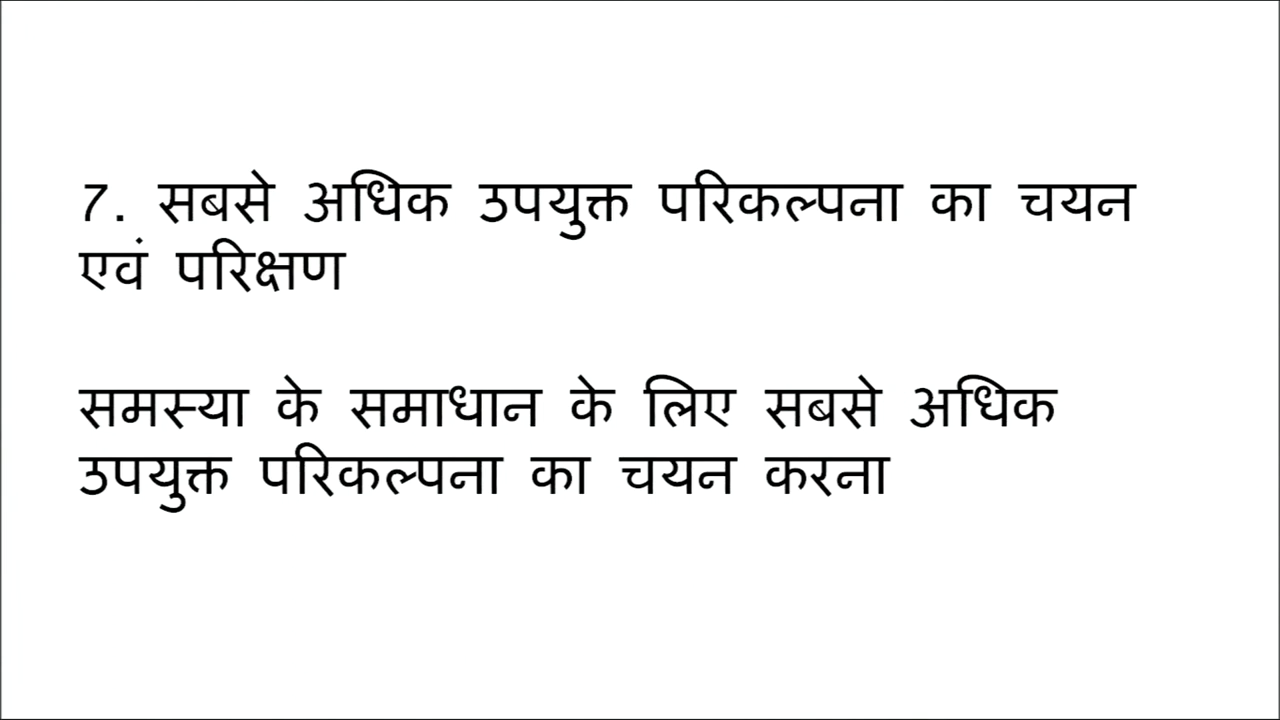 7. सबसे अधिक उपयुक्त परिकल्पना का चयन
एवं परिक्षण
समस्या के समाधान के लिए सबसे अधिक
उपयुक्त परिकल्पना का चयन करना